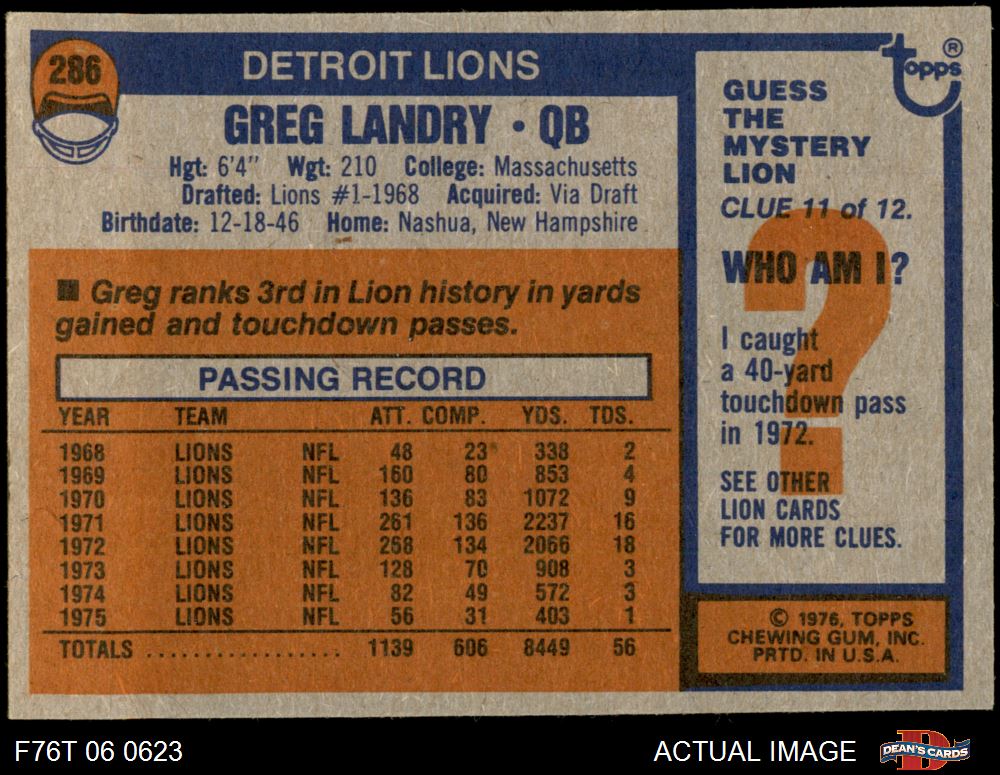 286
DETROIT LIONS
GREG LANDRY • QB
Hgt: 6'4" Wgt: 210 College: Massachusetts
Drafted: Lions #1-1968 Acquired: Via Draft
Birthdate: 12-18-46 Home: Nashua, New Hampshire
■ Greg ranks 3rd in Lion history in yards
gained and touchdown passes.
PASSING RECORD
YEAR TEAM ATT. COMP. YDS. TDS.
1968 LIONS NFL 48 23 338 2
1969 LIONS NFL 160 80 853 4
1970 LIONS NFL 136 83 1072 9
1971 LIONS NFL 261 136 2237 16
1972 LIONS NFL 258 134 2066 18
1973 LIONS NFL 128 70 908 3
1974 LIONS NFL 82 49 572 3
1975 LIONS NFL 56 31 403 1
TOTALS .................. 1139 606 8449 56
topps ®
GUESS
THE
MYSTERY
LION
CLUE 11 of 12.
WHO AM I?
?
I caught
a 40-yard
touchdown pass
in 1972.
SEE OTHER
LION CARDS
FOR MORE CLUES.
© 1976, TOPPS
CHEWING GUM, INC.
PRTD. IN U.S.A.
F76T 06 0623
ACTUAL IMAGE
DEAN'S CARDS